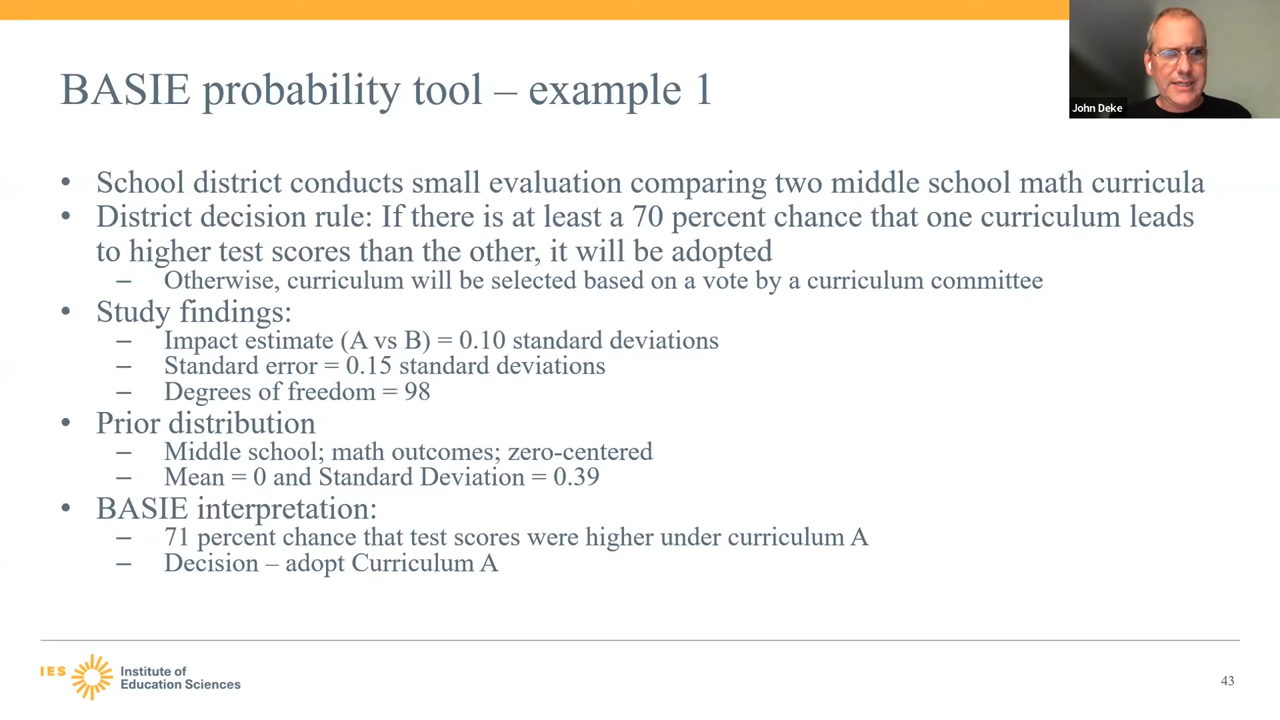 BASIE probability tool – example 1
John Deke
• School district conducts small evaluation comparing two middle school math curricula
• District decision rule: If there is at least a 70 percent chance that one curriculum leads
to higher test scores than the other, it will be adopted
– Otherwise, curriculum will be selected based on a vote by a curriculum committee
• Study findings:
– Impact estimate (A vs B) = 0.10 standard deviations
– Standard error = 0.15 standard deviations
– Degrees of freedom = 98
• Prior distribution
– Middle school; math outcomes; zero-centered
– Mean = 0 and Standard Deviation = 0.39
• BASIE interpretation:
– 71 percent chance that test scores were higher under curriculum A
– Decision – adopt Curriculum A
IES
Institute of
Education Sciences
43